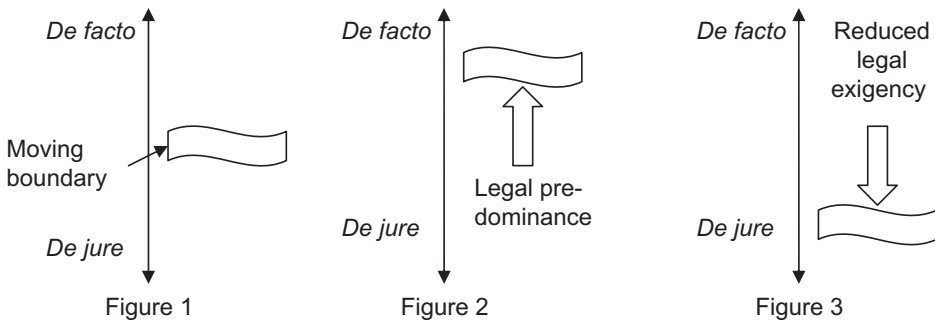 De facto
Moving
boundary
De jure
Figure 1
De facto
Legal pre-
dominance
De jure
Figure 2
De facto
Reduced
legal
exigency
De jure
Figure 3